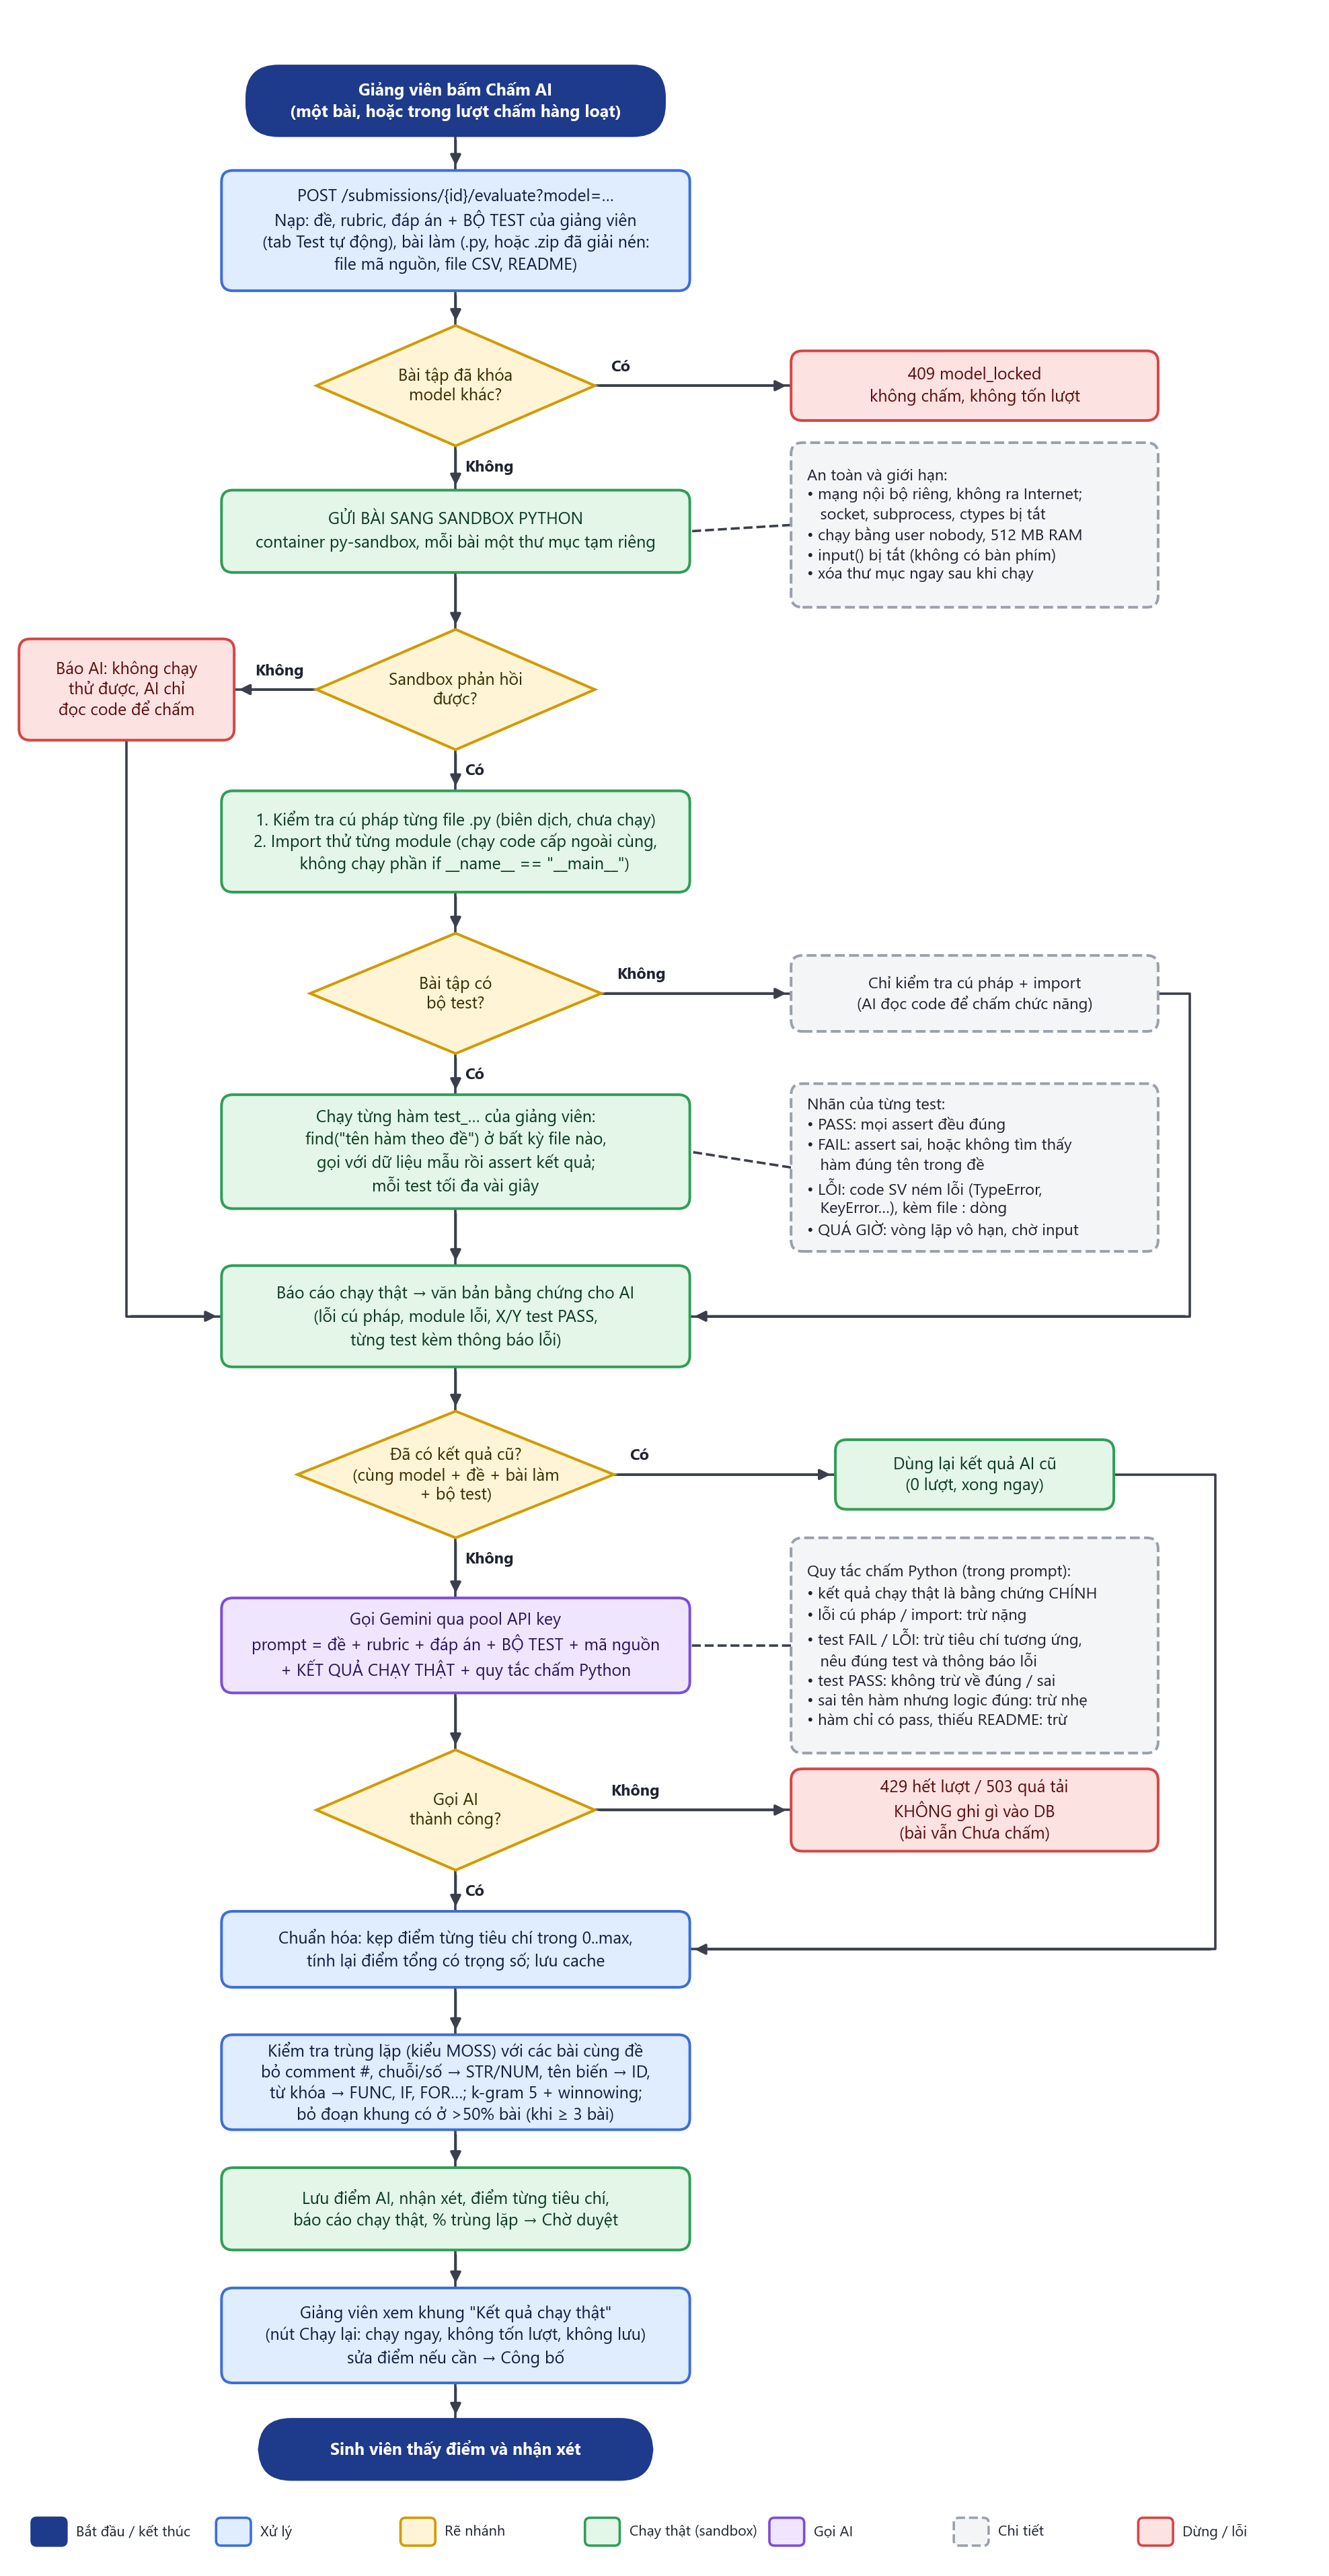 Giảng viên bấm Chấm AI
(một bài, hoặc trong lượt chấm hàng loạt)
POST /submissions/{id}/evaluate?model=...
Nạp: đề, rubric, đáp án + BỘ TEST của giảng viên
(tab Test tự động), bài làm (.py, hoặc .zip đã giải nén:
file mã nguồn, file CSV, README)
Bài tập đã khóa
model khác?
Có
409 model_locked
không chấm, không tốn lượt
Không
GỬI BÀI SANG SANDBOX PYTHON
container py-sandbox, mỗi bài một thư mục tạm riêng
An toàn và giới hạn:
• mạng nội bộ riêng, không ra Internet;
socket, subprocess, ctypes bị tắt
• chạy bằng user nobody, 512 MB RAM
• input() bị tắt (không có bàn phím)
• xóa thư mục ngay sau khi chạy
Sandbox phản hồi
được?
Không
Báo AI: không chạy
thử được, AI chỉ
đọc code để chấm
Có
1. Kiểm tra cú pháp từng file .py (biên dịch, chưa chạy)
2. Import thử từng module (chạy code cấp ngoài cùng,
không chạy phần if __name__ == "__main__")
Bài tập có
bộ test?
Không
Chỉ kiểm tra cú pháp + import
(AI đọc code để chấm chức năng)
Có
Chạy từng hàm test_... của giảng viên:
find("tên hàm theo đề") ở bất kỳ file nào,
gọi với dữ liệu mẫu rồi assert kết quả;
mỗi test tối đa vài giây
Nhãn của từng test:
• PASS: mọi assert đều đúng
• FAIL: assert sai, hoặc không tìm thấy
hàm đúng tên trong đề
• LỖI: code SV ném lỗi (TypeError,
KeyError...), kèm file : dòng
• QUÁ GIỜ: vòng lặp vô hạn, chờ input
Báo cáo chạy thật → văn bản bằng chứng cho AI
(lỗi cú pháp, module lỗi, X/Y test PASS,
từng test kèm thông báo lỗi)
Đã có kết quả cũ?
(cùng model + đề + bài làm
+ bộ test)
Có
Dùng lại kết quả AI cũ
(0 lượt, xong ngay)
Không
Gọi Gemini qua pool API key
prompt = đề + rubric + đáp án + BỘ TEST + mã nguồn
+ KẾT QUẢ CHẠY THẬT + quy tắc chấm Python
Quy tắc chấm Python (trong prompt):
• kết quả chạy thật là bằng chứng CHÍNH
• lỗi cú pháp / import: trừ nặng
• test FAIL / LỖI: trừ tiêu chí tương ứng,
nêu đúng test và thông báo lỗi
• test PASS: không trừ về đúng / sai
• sai tên hàm nhưng logic đúng: trừ nhẹ
• hàm chỉ có pass, thiếu README: trừ
Gọi AI
thành công?
Không
429 hết lượt / 503 quá tải
KHÔNG ghi gì vào DB
(bài vẫn Chưa chấm)
Có
Chuẩn hóa: kẹp điểm từng tiêu chí trong 0..max,
tính lại điểm tổng có trọng số; lưu cache
Kiểm tra trùng lặp (kiểu MOSS) với các bài cùng đề
bỏ comment #, chuỗi/số → STR/NUM, tên biến → ID,
từ khóa → FUNC, IF, FOR...; k-gram 5 + winnowing;
bỏ đoạn khung có ở >50% bài (khi ≥ 3 bài)
Lưu điểm AI, nhận xét, điểm từng tiêu chí,
báo cáo chạy thật, % trùng lặp → Chờ duyệt
Giảng viên xem khung "Kết quả chạy thật"
(nút Chạy lại: chạy ngay, không tốn lượt, không lưu)
sửa điểm nếu cần → Công bố
Sinh viên thấy điểm và nhận xét
Bắt đầu / kết thúc
Xử lý
Rẽ nhánh
Chạy thật (sandbox)
Gọi AI
Chi tiết
Dừng / lỗi